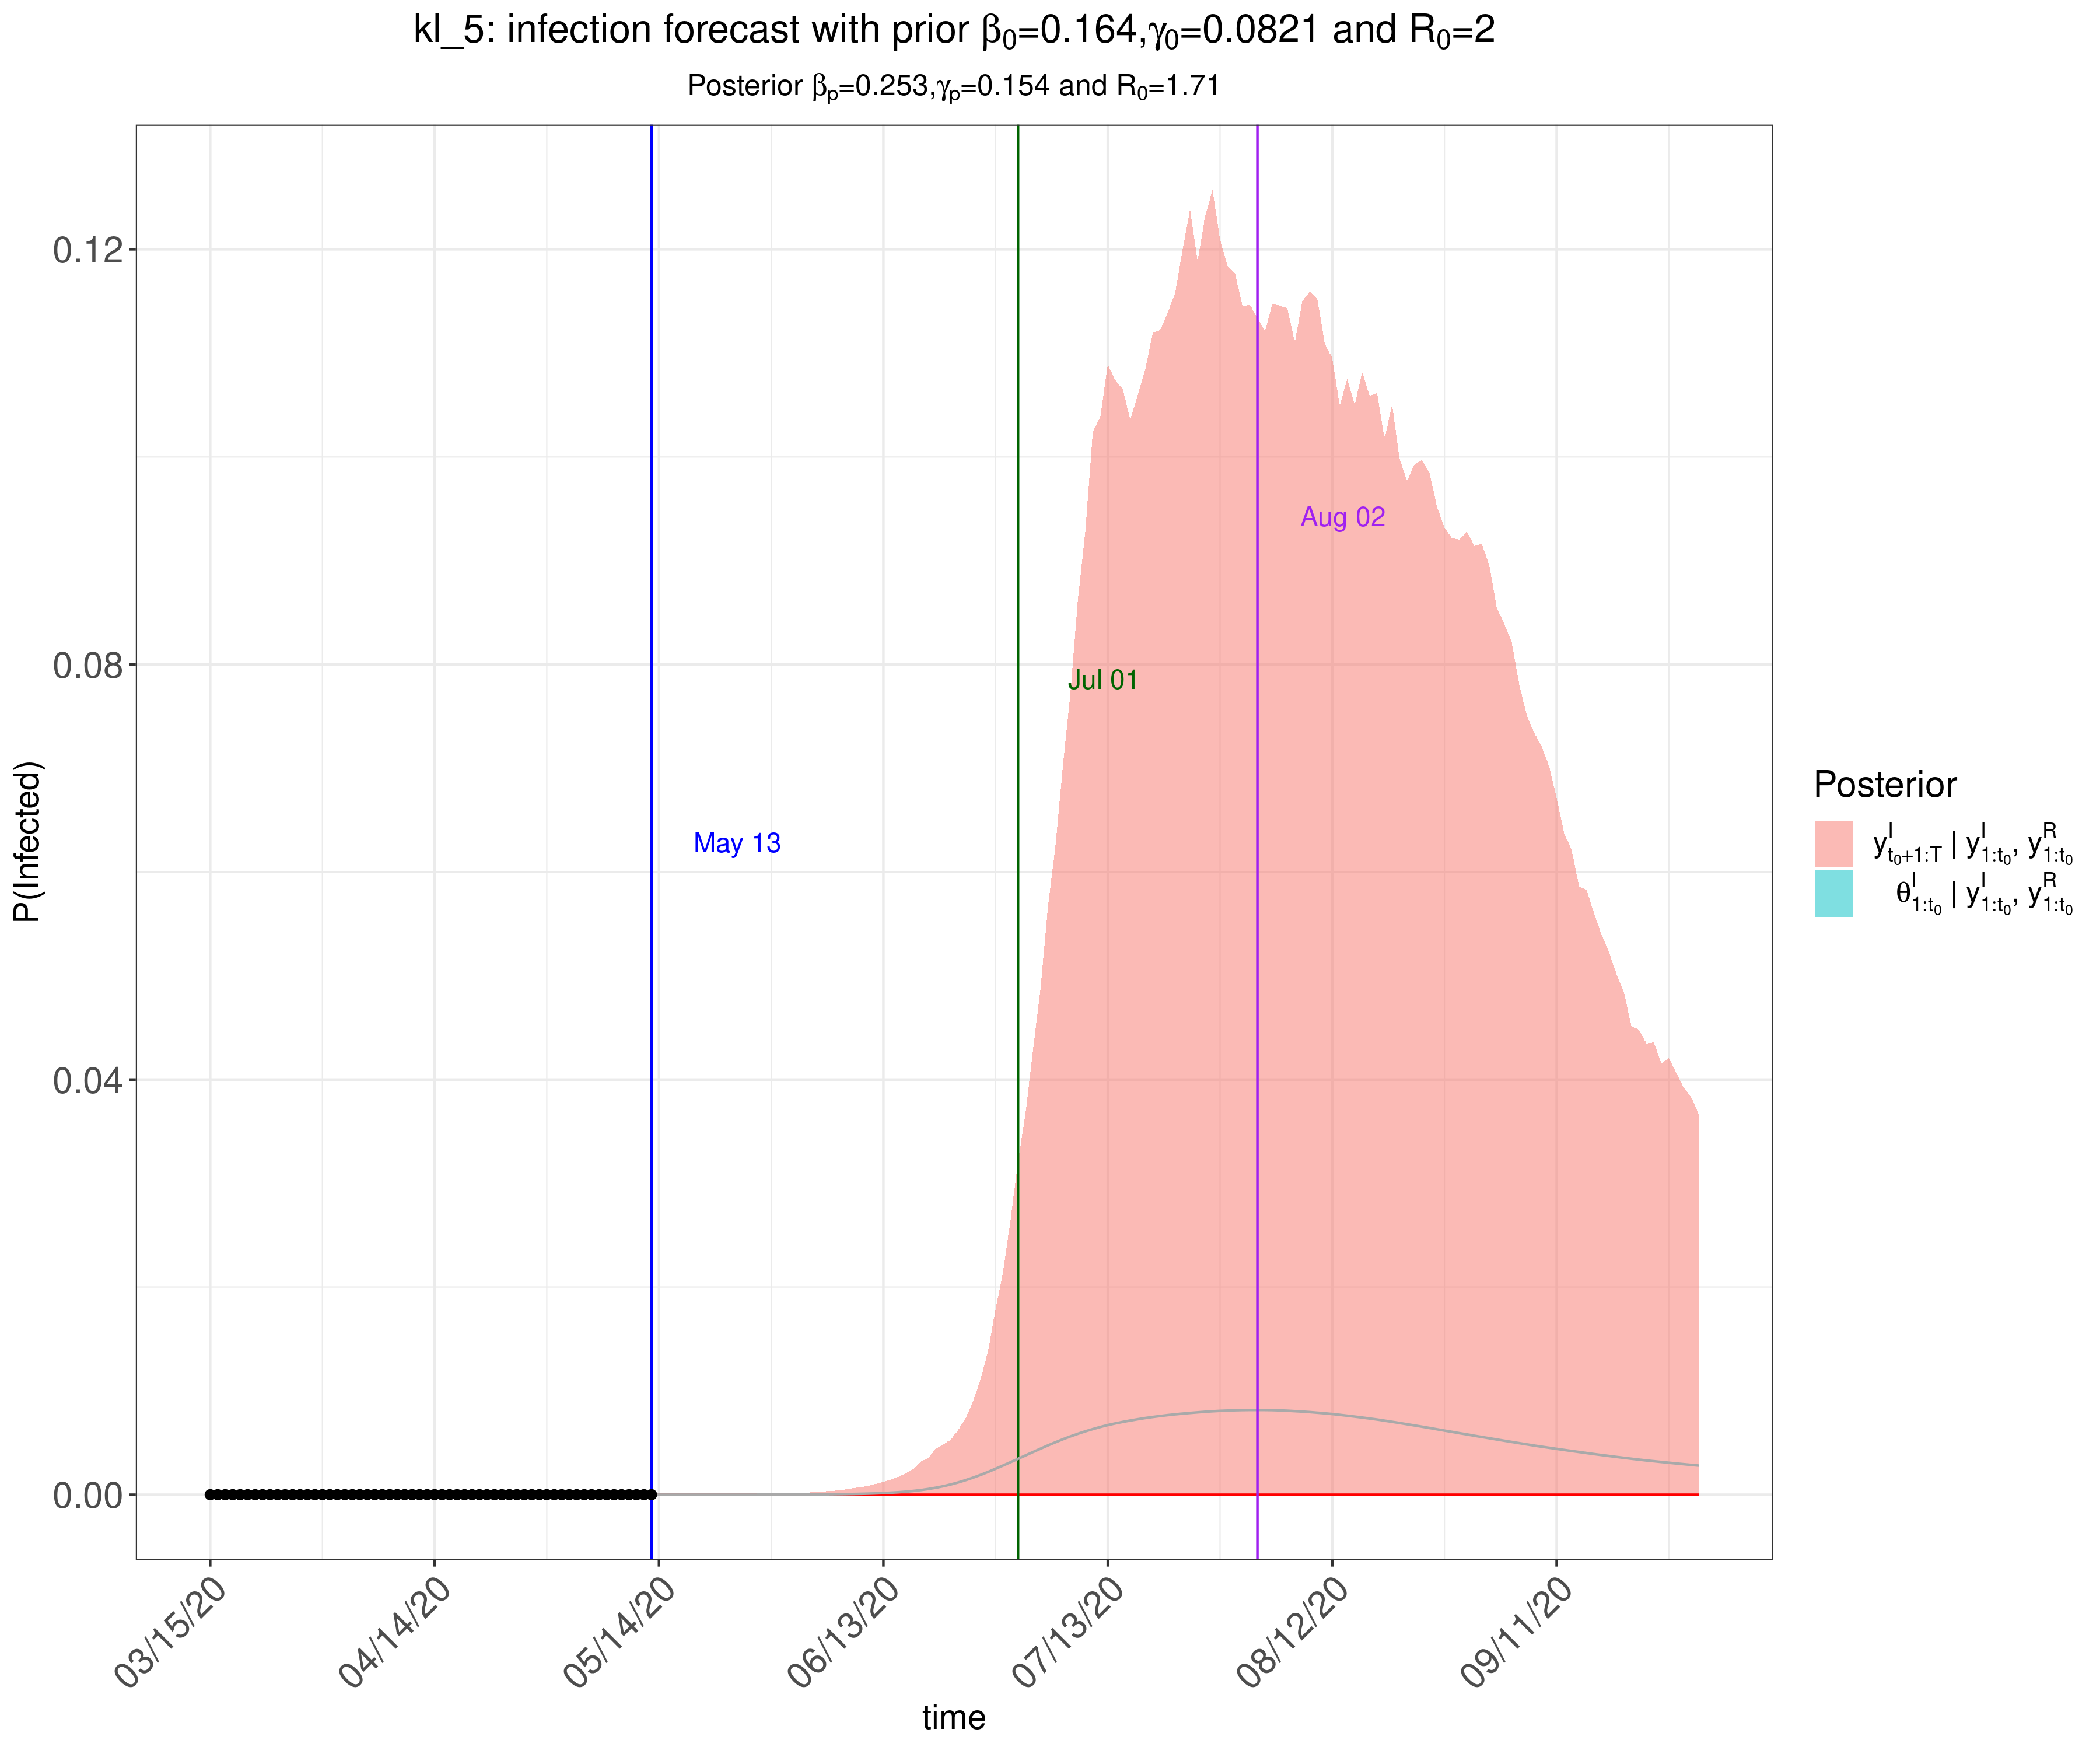 kl_5: infection forecast with prior β₀=0.164,γ₀=0.0821 and R₀=2
Posterior βₚ=0.253,γₚ=0.154 and R₀=1.71
P(Infected)
0.12
0.08
0.04
0.00
May 13
Jul 01
Aug 02
03/15/20
04/14/20
05/14/20
06/13/20
07/13/20
08/12/20
09/11/20
time
Posterior
y^I_{t₀+1:T} | y^I_{1:t₀}, y^R_{1:t₀}
θ^I_{1:t₀} | y^I_{1:t₀}, y^R_{1:t₀}